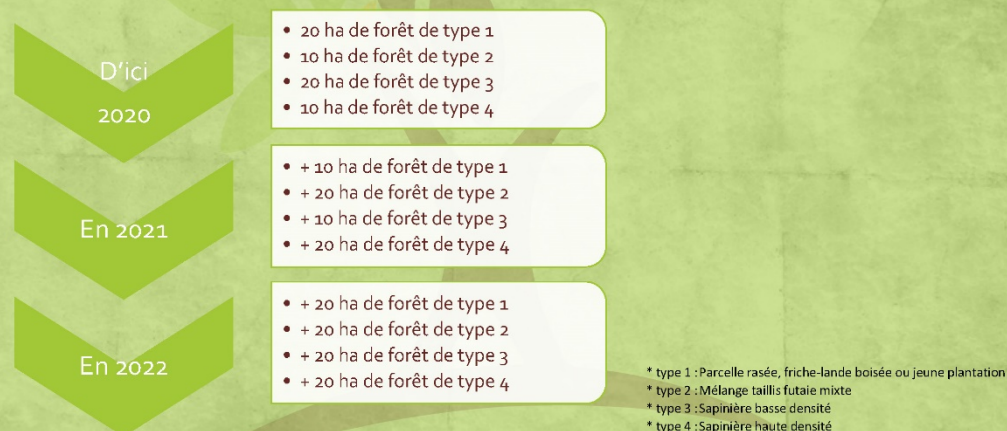 D'ici
2020
• 20 ha de forêt de type 1
• 10 ha de forêt de type 2
• 20 ha de forêt de type 3
• 10 ha de forêt de type 4
En 2021
• + 10 ha de forêt de type 1
• + 20 ha de forêt de type 2
• + 10 ha de forêt de type 3
• + 20 ha de forêt de type 4
En 2022
• + 20 ha de forêt de type 1
• + 20 ha de forêt de type 2
• + 20 ha de forêt de type 3
• + 20 ha de forêt de type 4
* type 1 : Parcelle rasée, friche-lande boisée ou jeune plantation
* type 2 : Mélange taillis futaie mixte
* type 3 : Sapinière basse densité
* type 4 : Sapinière haute densité